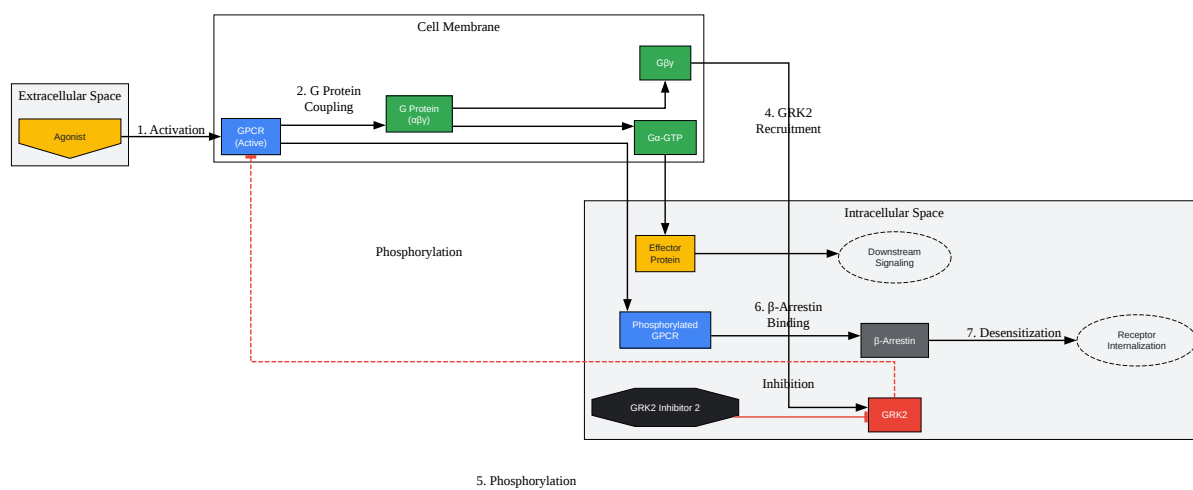 Cell Membrane
Extracellular Space
Agonist
1. Activation
GPCR
(Active)
2. G Protein
Coupling
G Protein
(αβγ)
Gβγ
Gα-GTP
4. GRK2
Recruitment
Intracellular Space
Phosphorylation
Effector
Protein
Downstream
Signaling
Phosphorylated
GPCR
6. β-Arrestin
Binding
β-Arrestin
7. Desensitization
Receptor
Internalization
Inhibition
GRK2 Inhibitor 2
GRK2
5. Phosphorylation